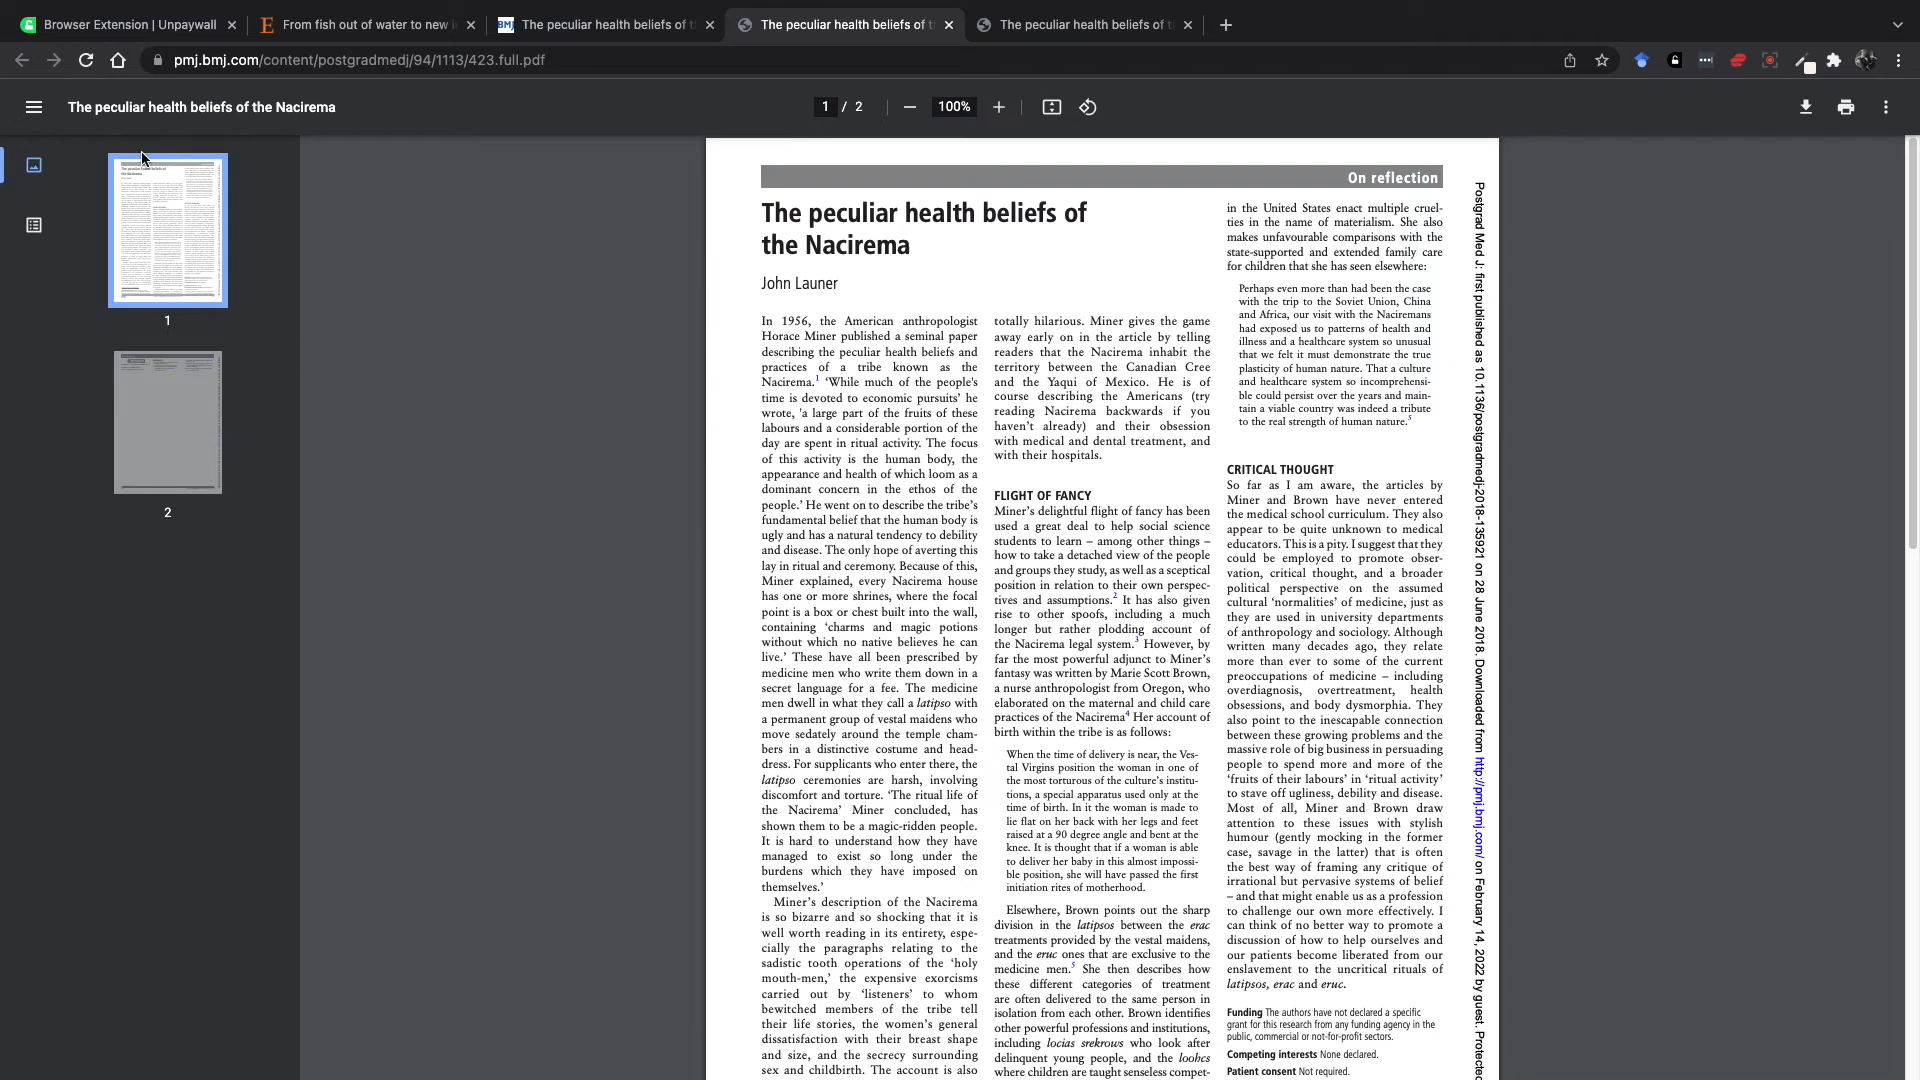 Browser Extension | Unpaywall
From fish out of water to new i
BMJ
The peculiar health beliefs of t
The peculiar health beliefs of t
The peculiar health beliefs of t
pmj.bmj.com/content/postgradmedj/94/1113/423.full.pdf
The peculiar health beliefs of the Nacirema
1 / 2
100%
1
2
On reflection
The peculiar health beliefs of
the Nacirema
John Launer
In 1956, the American anthropologist
Horace Miner published a seminal paper
describing the peculiar health beliefs and
practices of a tribe known as the
Nacirema.1 ‘While much of the people's
time is devoted to economic pursuits’ he
wrote, 'a large part of the fruits of these
labours and a considerable portion of the
day are spent in ritual activity. The focus
of this activity is the human body, the
appearance and health of which loom as a
dominant concern in the ethos of the
people.’ He went on to describe the tribe’s
fundamental belief that the human body is
ugly and has a natural tendency to debility
and disease. The only hope of averting this
lay in ritual and ceremony. Because of this,
Miner explained, every Nacirema house
has one or more shrines, where the focal
point is a box or chest built into the wall,
containing ‘charms and magic potions
without which no native believes he can
live.’ These have all been prescribed by
medicine men who write them down in a
secret language for a fee. The medicine
men dwell in what they call a latipso with
a permanent group of vestal maidens who
move sedately around the temple cham-
bers in a distinctive costume and head-
dress. For supplicants who enter there, the
latipso ceremonies are harsh, involving
discomfort and torture. ‘The ritual life of
the Nacirema’ Miner concluded, has
shown them to be a magic-ridden people.
It is hard to understand how they have
managed to exist so long under the
burdens which they have imposed on
themselves.’
Miner’s description of the Nacirema
is so bizarre and so shocking that it is
well worth reading in its entirety, espe-
cially the paragraphs relating to the
sadistic tooth operations of the ‘holy
mouth-men,’ the expensive exorcisms
carried out by ‘listeners’ to whom
bewitched members of the tribe tell
their life stories, the women’s general
dissatisfaction with their breast shape
and size, and the secrecy surrounding
sex and childbirth. The account is also
totally hilarious. Miner gives the game
away early on in the article by telling
readers that the Nacirema inhabit the
territory between the Canadian Cree
and the Yaqui of Mexico. He is of
course describing the Americans (try
reading Nacirema backwards if you
haven’t already) and their obsession
with medical and dental treatment, and
with their hospitals.
FLIGHT OF FANCY
Miner’s delightful flight of fancy has been
used a great deal to help social science
students to learn – among other things –
how to take a detached view of the people
and groups they study, as well as a sceptical
position in relation to their own perspec-
tives and assumptions.2 It has also given
rise to other spoofs, including a much
longer but rather plodding account of
the Nacirema legal system.3 However, by
far the most powerful adjunct to Miner’s
fantasy was written by Marie Scott Brown,
a nurse anthropologist from Oregon, who
elaborated on the maternal and child care
practices of the Nacirema4 Her account of
birth within the tribe is as follows:
When the time of delivery is near, the Ves-
tal Virgins position the woman in one of
the most torturous of the culture’s institu-
tions, a special apparatus used only at the
time of birth. In it the woman is made to
lie flat on her back with her legs and feet
raised at a 90 degree angle and bent at the
knee. It is thought that if a woman is able
to deliver her baby in this almost impossi-
ble position, she will have passed the first
initiation rites of motherhood.
Elsewhere, Brown points out the sharp
division in the latipsos between the erac
treatments provided by the vestal maidens,
and the eruc ones that are exclusive to the
medicine men.5 She then describes how
these different categories of treatment
are often delivered to the same person in
isolation from each other. Brown identifies
other powerful professions and institutions,
including locias srekrows who look after
delinquent young people, and the loohcs
where children are taught senseless compet-
in the United States enact multiple cruel-
ties in the name of materialism. She also
makes unfavourable comparisons with the
state-supported and extended family care
for children that she has seen elsewhere:
Perhaps even more than had been the case
with the trip to the Soviet Union, China
and Africa, our visit with the Naciremans
had exposed us to patterns of health and
illness and a healthcare system so unusual
that we felt it must demonstrate the true
plasticity of human nature. That a culture
and healthcare system so incomprehensi-
ble could persist over the years and main-
tain a viable country was indeed a tribute
to the real strength of human nature.5
CRITICAL THOUGHT
So far as I am aware, the articles by
Miner and Brown have never entered
the medical school curriculum. They also
appear to be quite unknown to medical
educators. This is a pity. I suggest that they
could be employed to promote obser-
vation, critical thought, and a broader
political perspective on the assumed
cultural ‘normalities’ of medicine, just as
they are used in university departments
of anthropology and sociology. Although
written many decades ago, they relate
more than ever to some of the current
preoccupations of medicine – including
overdiagnosis, overtreatment, health
obsessions, and body dysmorphia. They
also point to the inescapable connection
between these growing problems and the
massive role of big business in persuading
people to spend more and more of the
‘fruits of their labours’ in ‘ritual activity’
to stave off ugliness, debility and disease.
Most of all, Miner and Brown draw
attention to these issues with stylish
humour (gently mocking in the former
case, savage in the latter) that is often
the best way of framing any critique of
irrational but pervasive systems of belief
– and that might enable us as a profession
to challenge our own more effectively. I
can think of no better way to promote a
discussion of how to help ourselves and
our patients become liberated from our
enslavement to the uncritical rituals of
latipsos, erac and eruc.
Funding The authors have not declared a specific
grant for this research from any funding agency in the
public, commercial or not-for-profit sectors.
Competing interests None declared.
Patient consent Not required.
Postgrad Med J: first published as 10.1136/postgradmedj-2018-135921 on 28 June 2018. Downloaded from http://pmj.bmj.com/ on February 14, 2022 by guest. Protected